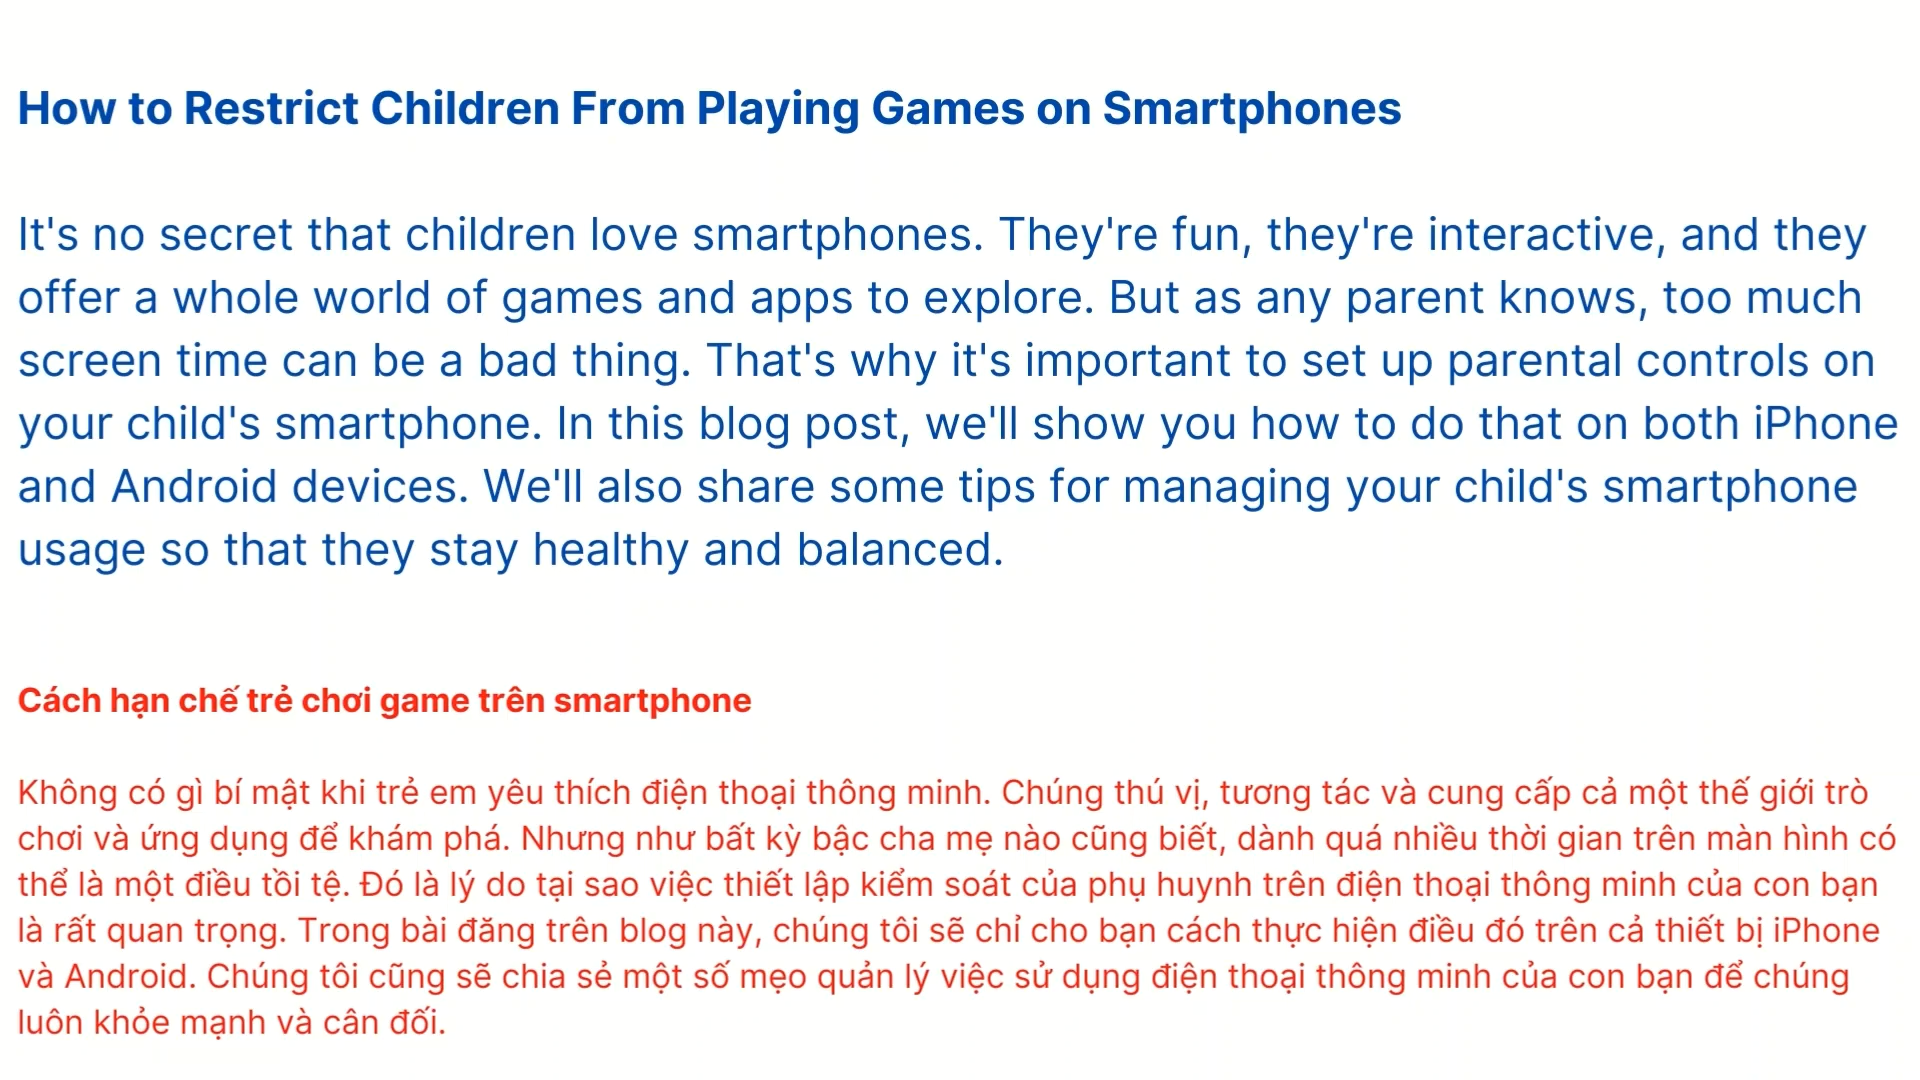 How to Restrict Children From Playing Games on Smartphones
It's no secret that children love smartphones. They're fun, they're interactive, and they
offer a whole world of games and apps to explore. But as any parent knows, too much
screen time can be a bad thing. That's why it's important to set up parental controls on
your child's smartphone. In this blog post, we'll show you how to do that on both iPhone
and Android devices. We'll also share some tips for managing your child's smartphone
usage so that they stay healthy and balanced.
Cách hạn chế trẻ chơi game trên smartphone
Không có gì bí mật khi trẻ em yêu thích điện thoại thông minh. Chúng thú vị, tương tác và cung cấp cả một thế giới trò
chơi và ứng dụng để khám phá. Nhưng như bất kỳ bậc cha mẹ nào cũng biết, dành quá nhiều thời gian trên màn hình có
thể là một điều tồi tệ. Đó là lý do tại sao việc thiết lập kiểm soát của phụ huynh trên điện thoại thông minh của con bạn
là rất quan trọng. Trong bài đăng trên blog này, chúng tôi sẽ chỉ cho bạn cách thực hiện điều đó trên cả thiết bị iPhone
và Android. Chúng tôi cũng sẽ chia sẻ một số mẹo quản lý việc sử dụng điện thoại thông minh của con bạn để chúng
luôn khỏe mạnh và cân đối.